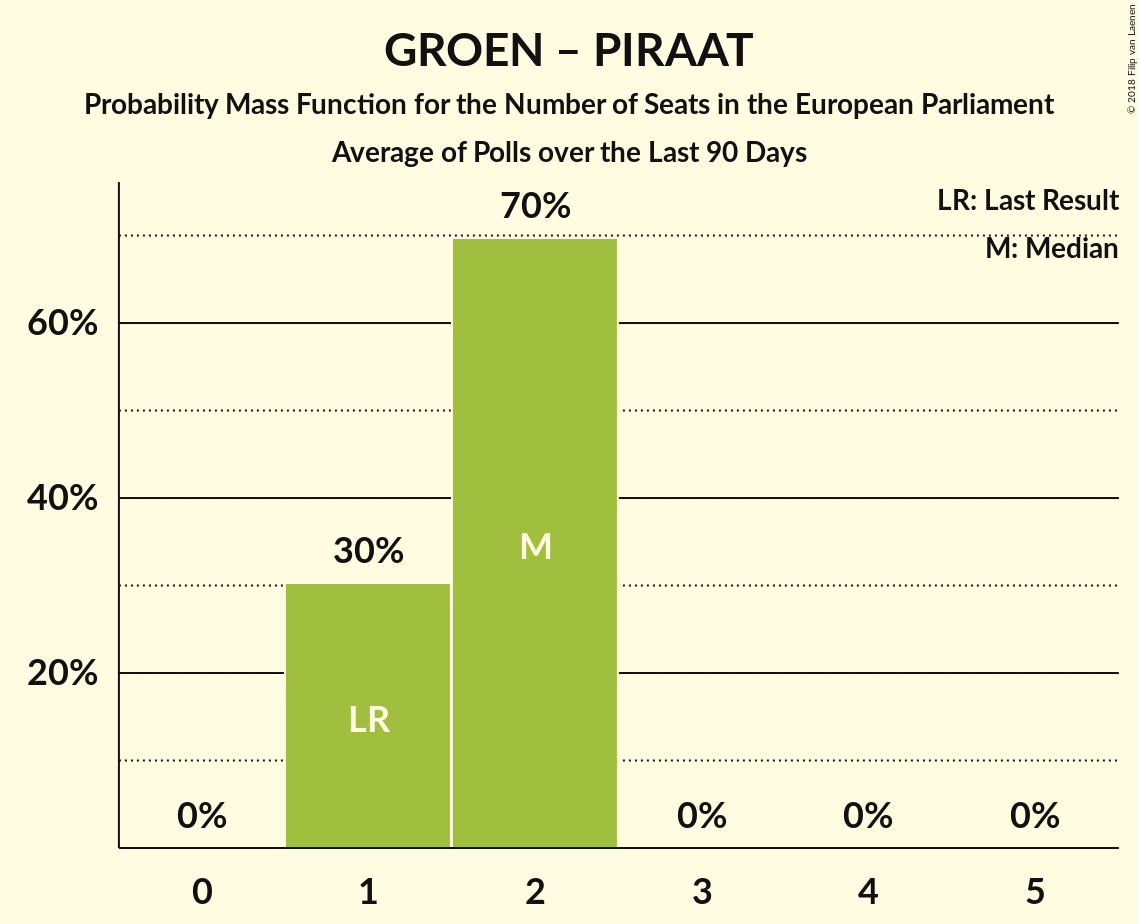 GROEN – PIRAAT
Probability Mass Function for the Number of Seats in the European Parliament
Average of Polls over the Last 90 Days
© 2018 Filip van Laenen
LR: Last Result
M: Median
70%
60%
40%
30%
20%
M
LR
0%
0%
0%
0%
0
1
2
3
4
5